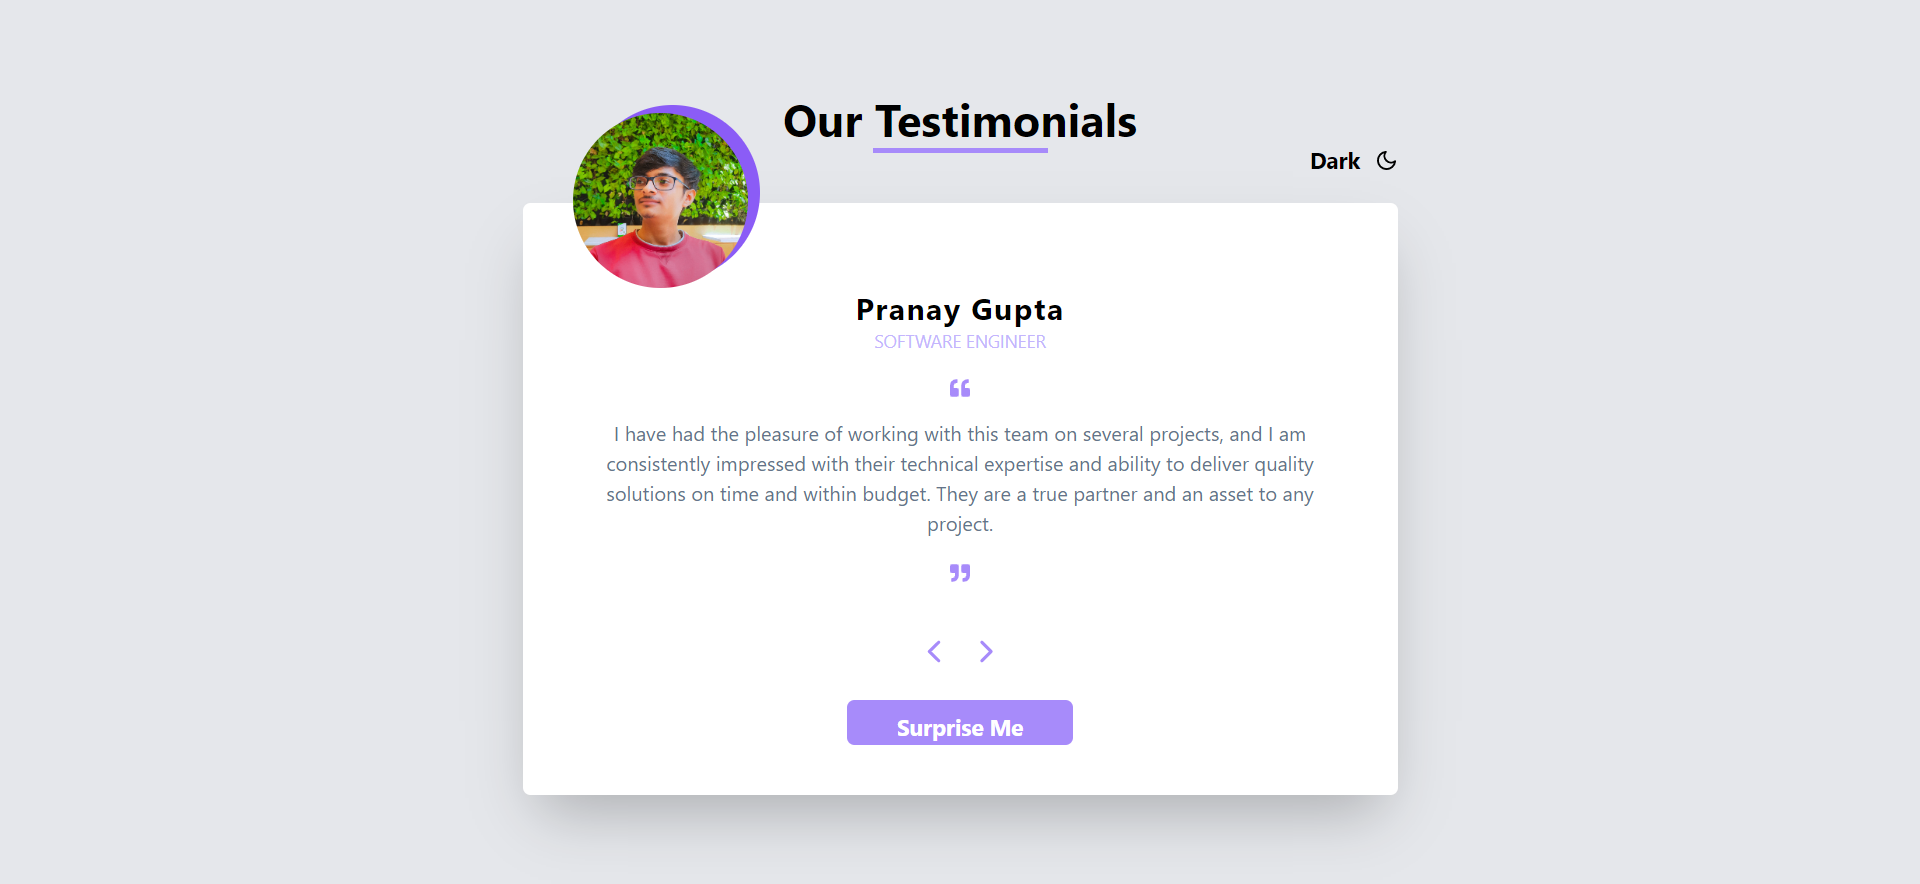 Our Testimonials
Dark
Pranay Gupta
SOFTWARE ENGINEER
I have had the pleasure of working with this team on several projects, and I am
consistently impressed with their technical expertise and ability to deliver quality
solutions on time and within budget. They are a true partner and an asset to any
project.
Surprise Me